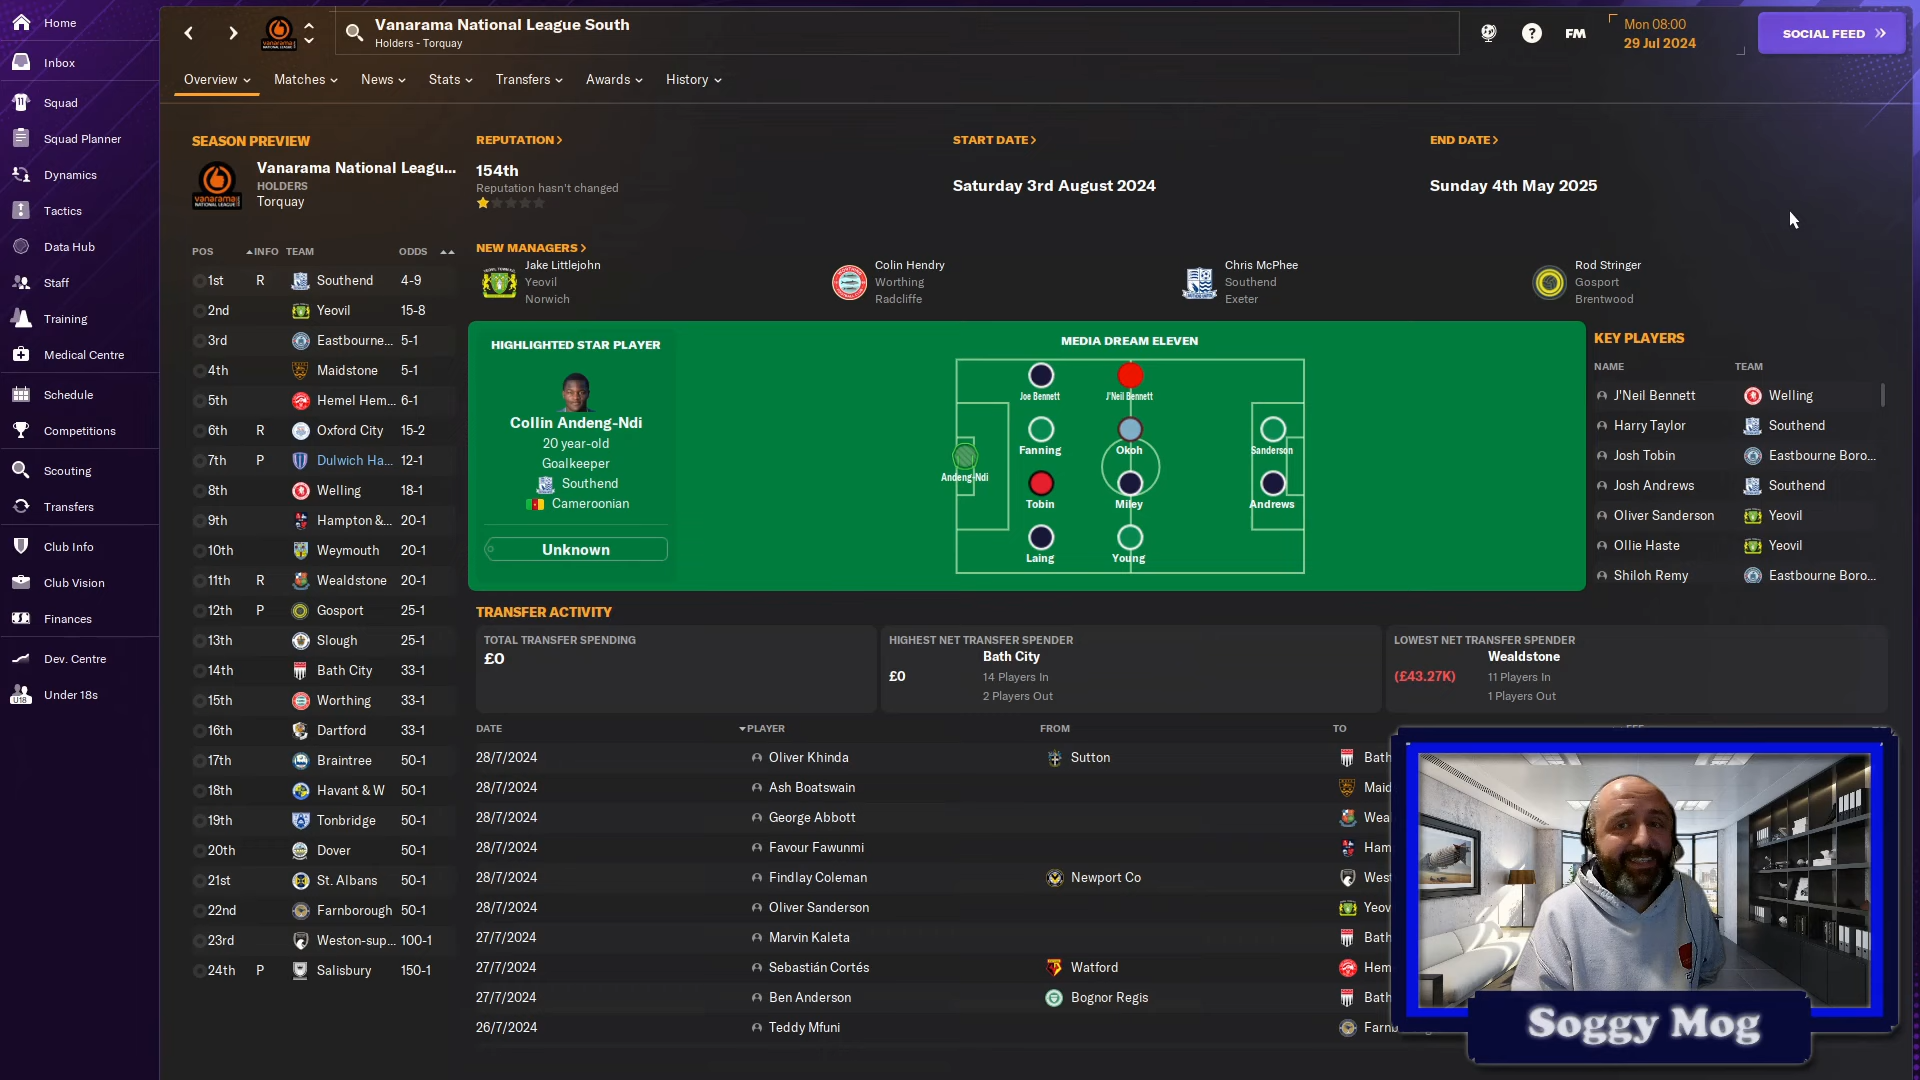 Home
Inbox
Squad
Squad Planner
Dynamics
Tactics
Data Hub
Staff
Training
Medical Centre
Schedule
Competitions
Scouting
Transfers
Club Info
Club Vision
Finances
Dev. Centre
Under 18s
Vanarama National League South
Holders - Torquay
FM
Mon 08:00
29 Jul 2024
SOCIAL FEED
Overview Matches News Stats Transfers Awards History
SEASON PREVIEW
Vanarama National Leagu...
HOLDERS
Torquay
REPUTATION
154th
Reputation hasn't changed
START DATE
Saturday 3rd August 2024
END DATE
Sunday 4th May 2025
POS INFO TEAM ODDS
1st R Southend 4-9
2nd Yeovil 15-8
3rd Eastbourne... 5-1
4th Maidstone 5-1
5th Hemel Hem... 6-1
6th R Oxford City 15-2
7th P Dulwich Ha... 12-1
8th Welling 18-1
9th Hampton &... 20-1
10th Weymouth 20-1
11th R Wealdstone 20-1
12th P Gosport 25-1
13th Slough 25-1
14th Bath City 33-1
15th Worthing 33-1
16th Dartford 33-1
17th Braintree 50-1
18th Havant & W 50-1
19th Tonbridge 50-1
20th Dover 50-1
21st St. Albans 50-1
22nd Farnborough 50-1
23rd Weston-sup... 100-1
24th P Salisbury 150-1
NEW MANAGERS
Jake Littlejohn
Yeovil
Norwich
Colin Hendry
Worthing
Radcliffe
Chris McPhee
Southend
Exeter
Rod Stringer
Gosport
Brentwood
HIGHLIGHTED STAR PLAYER
Collin Andeng-Ndi
20 year-old
Goalkeeper
Southend
Cameroonian
Unknown
MEDIA DREAM ELEVEN
Joe Bennett
J'Neil Bennett
Fanning
Okoh
Sanderson
Andeng-Ndi
Tobin
Miley
Andrews
Laing
Young
KEY PLAYERS
NAME TEAM
J'Neil Bennett Welling
Harry Taylor Southend
Josh Tobin Eastbourne Boro...
Josh Andrews Southend
Oliver Sanderson Yeovil
Ollie Haste Yeovil
Shiloh Remy Eastbourne Boro...
TRANSFER ACTIVITY
TOTAL TRANSFER SPENDING
£0
HIGHEST NET TRANSFER SPENDER
Bath City
£0
14 Players In
2 Players Out
LOWEST NET TRANSFER SPENDER
Wealdstone
(£43.27K)
11 Players In
1 Players Out
DATE PLAYER FROM TO
28/7/2024 Oliver Khinda Sutton Bath
28/7/2024 Ash Boatswain Maid
28/7/2024 George Abbott Wea
28/7/2024 Favour Fawunmi Ham
28/7/2024 Findlay Coleman Newport Co West
28/7/2024 Oliver Sanderson Yeov
27/7/2024 Marvin Kaleta Bath
27/7/2024 Sebastián Cortés Watford Hem
27/7/2024 Ben Anderson Bognor Regis Bath
26/7/2024 Teddy Mfuni Farnb
Soggy Mog